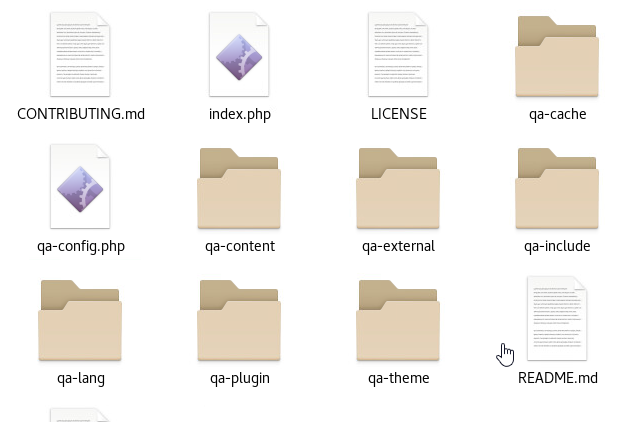 CONTRIBUTING.md
index.php
LICENSE
qa-cache
qa-config.php
qa-content
qa-external
qa-include
qa-lang
qa-plugin
qa-theme
README.md